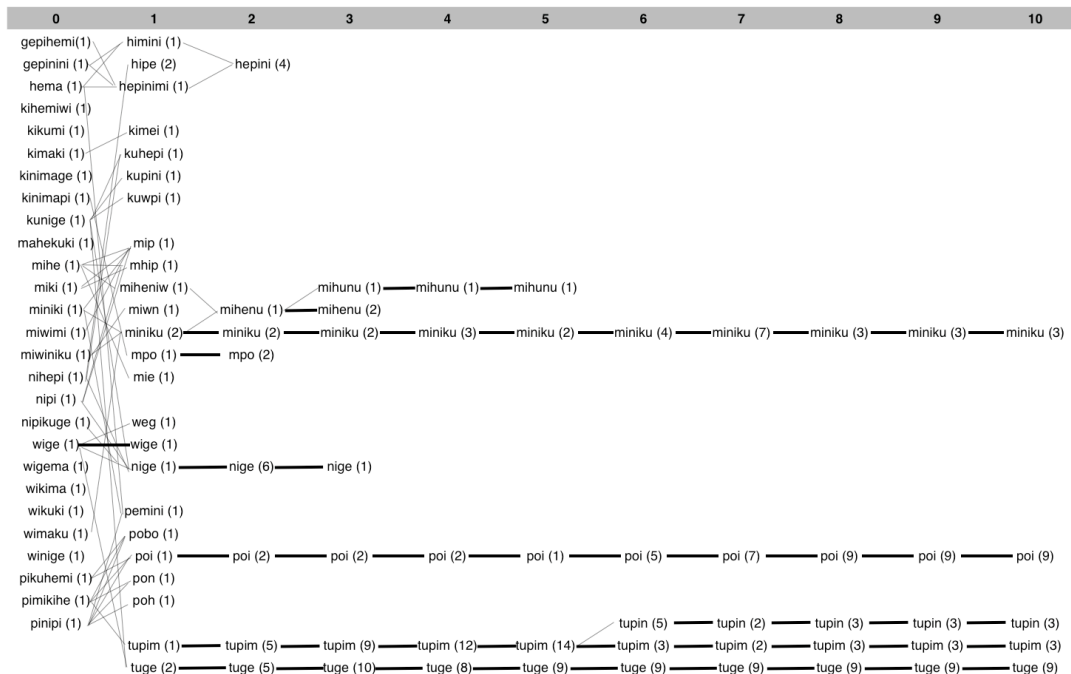 0 1 2 3 4 5 6 7 8 9 10
gepihemi(1) himini (1)
gepinini (1) hipe (2) hepini (4)
hema (1) hepinimi (1)
kihemiwi (1)
kikumi (1) kimei (1)
kimaki (1) kuhepi (1)
kinimage (1) kupini (1)
kinimapi (1) kuwpi (1)
kunige (1)
mahekuki (1) mip (1)
mihe (1) mhip (1)
miki (1) miheniw (1) mihunu (1) mihunu (1) mihunu (1)
miniki (1) miwn (1) mihenu (1) mihenu (2)
miwimi (1) miniku (2) miniku (2) miniku (2) miniku (3) miniku (2) miniku (4) miniku (7) miniku (3) miniku (3) miniku (3)
miwiniku (1) mpo (1) mpo (2)
nihepi (1) mie (1)
nipi (1)
nipikuge (1) weg (1)
wige (1) wige (1)
wigema (1) nige (1) nige (6) nige (1)
wikima (1)
wikuki (1) pemini (1)
wimaku (1) pobo (1)
winige (1) poi (1) poi (2) poi (2) poi (2) poi (1) poi (5) poi (7) poi (9) poi (9) poi (9)
pikuhemi (1) pon (1)
pimikihe (1) poh (1)
pinipi (1) tupin (5) tupin (2) tupin (3) tupin (3) tupin (3)
tupim (1) tupim (5) tupim (9) tupim (12) tupim (14) tupim (3) tupim (2) tupim (3) tupim (3) tupim (3)
tuge (2) tuge (5) tuge (10) tuge (8) tuge (9) tuge (9) tuge (9) tuge (9) tuge (9) tuge (9)